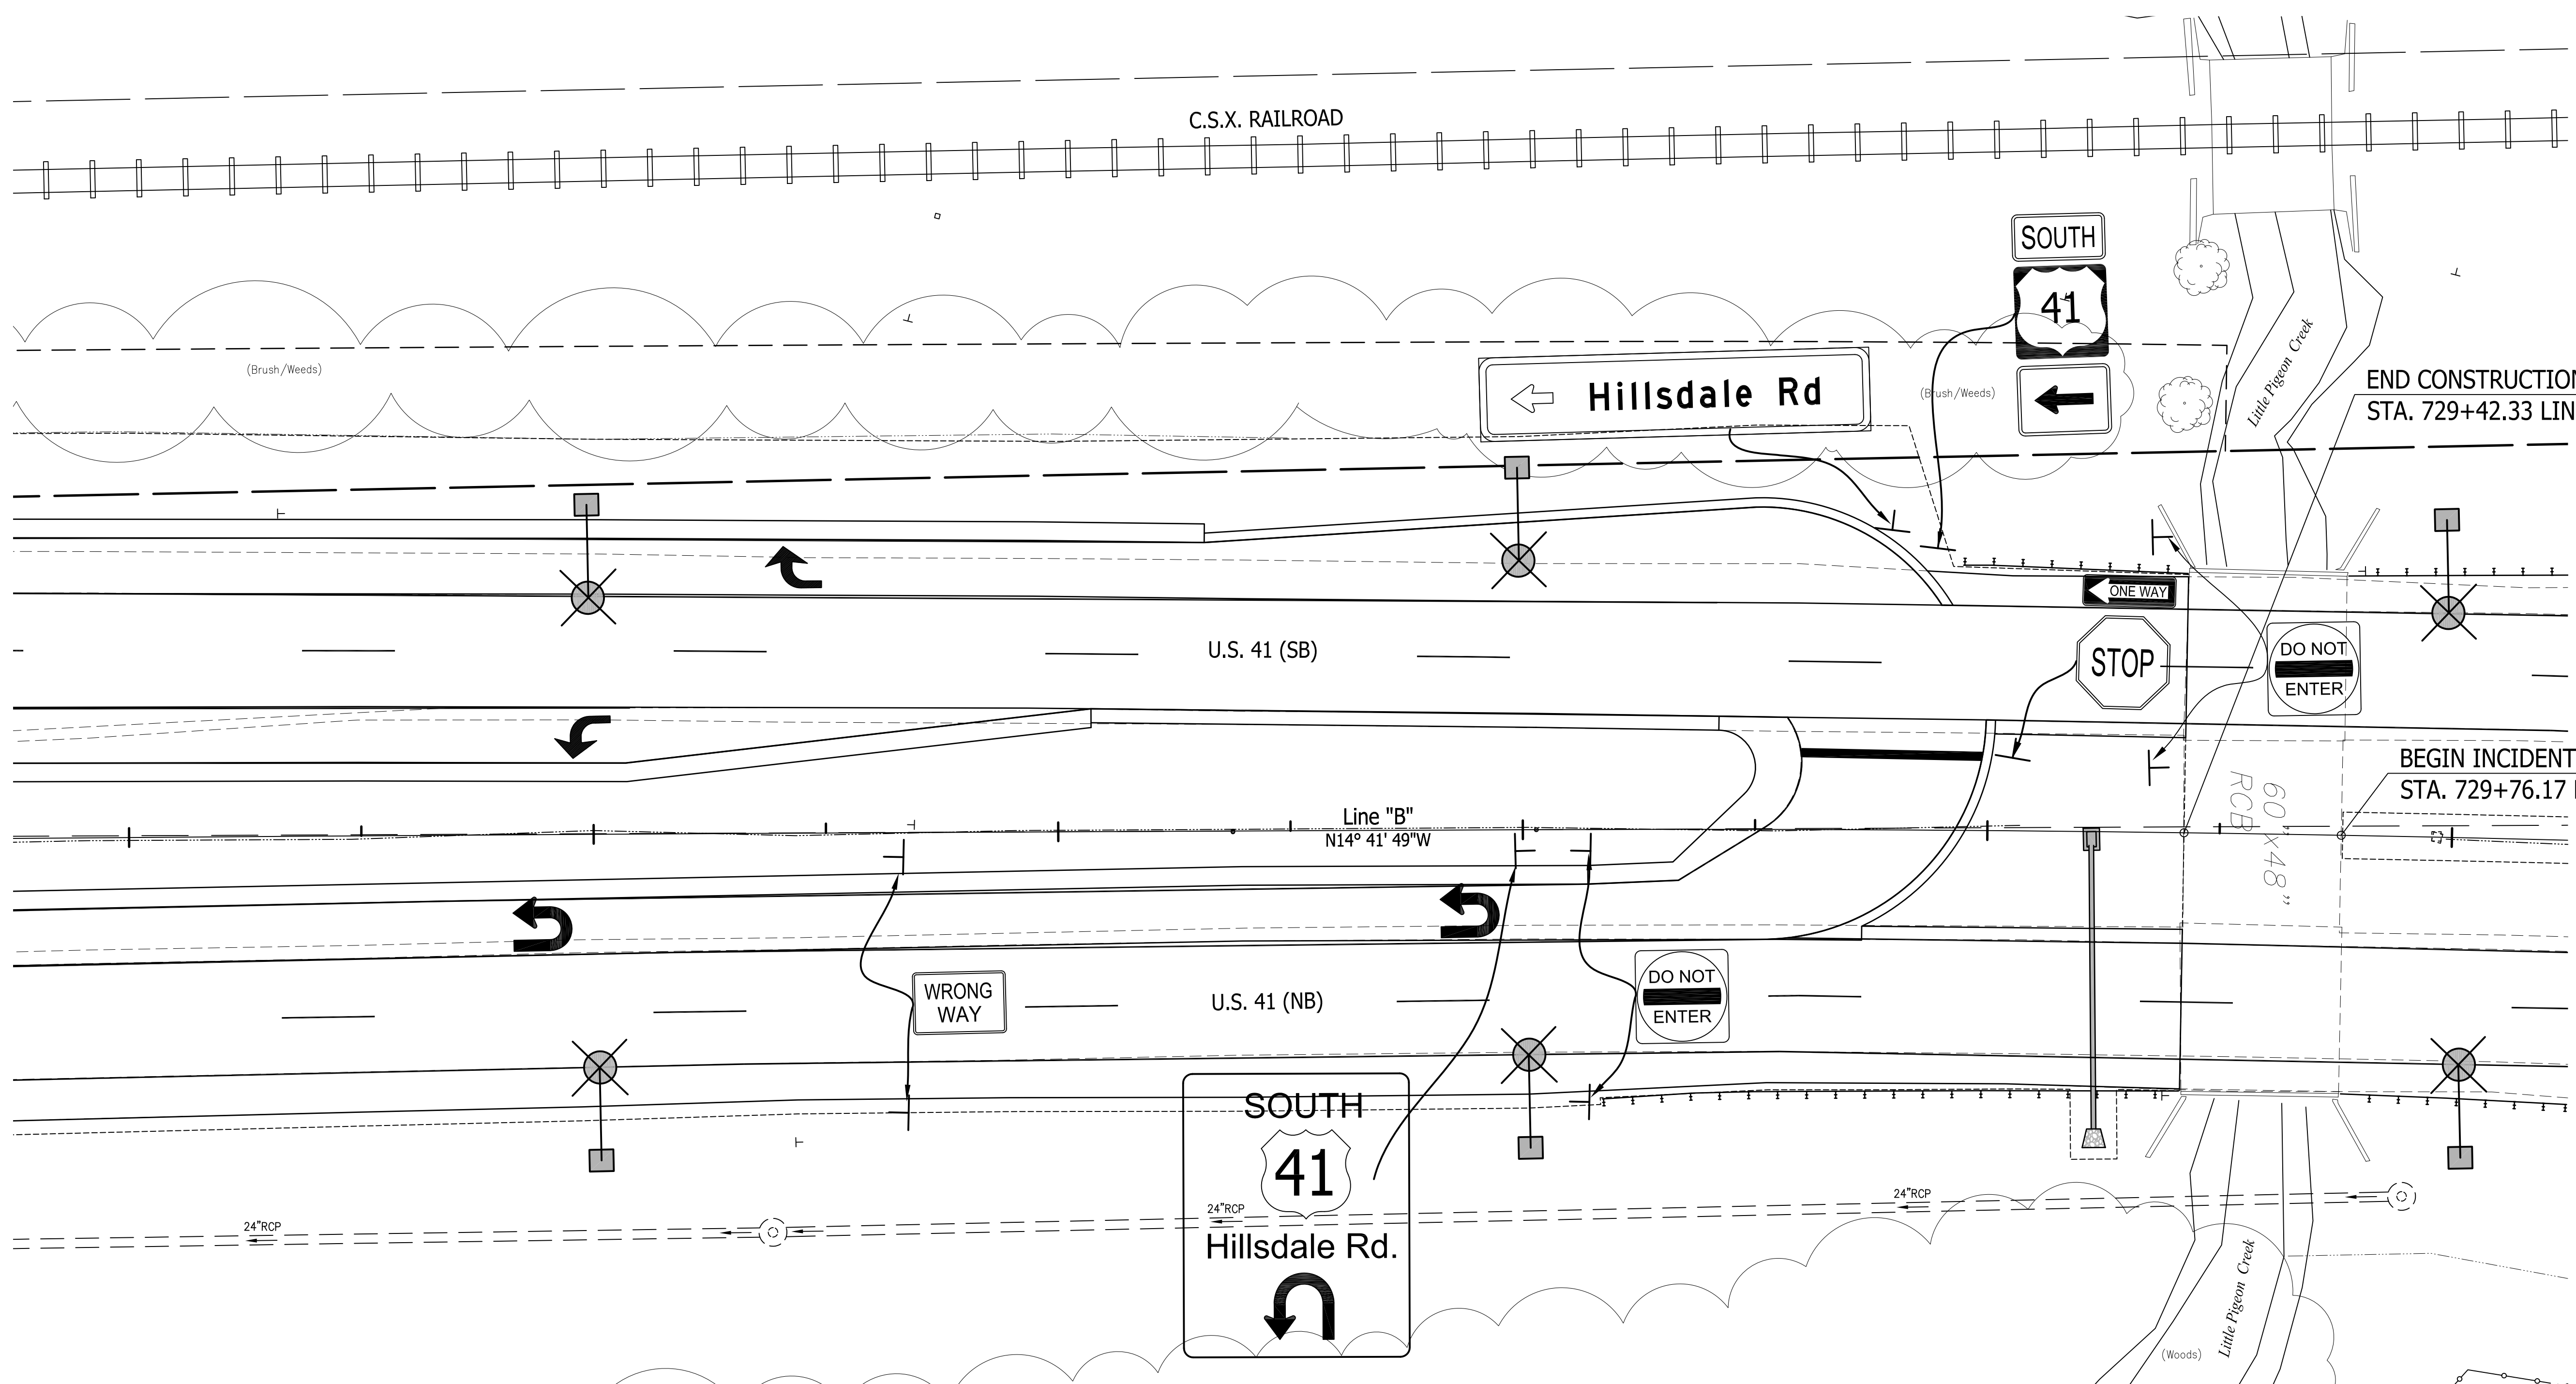 C.S.X. RAILROAD
SOUTH
41
(Brush/Weeds)
Hillsdale Rd
(Brush/Weeds)
Little Pigeon Creek
END CONSTRUCTION
STA. 729+42.33 LIN
ONE WAY
U.S. 41 (SB)
STOP
DO NOT
ENTER
BEGIN INCIDENT
STA. 729+76.17
60"x48"
RCB
Line "B"
N14° 41' 49"W
WRONG
WAY
U.S. 41 (NB)
DO NOT
ENTER
SOUTH
41
Hillsdale Rd.
24"RCP
24"RCP
24"RCP
Little Pigeon Creek
(Woods)